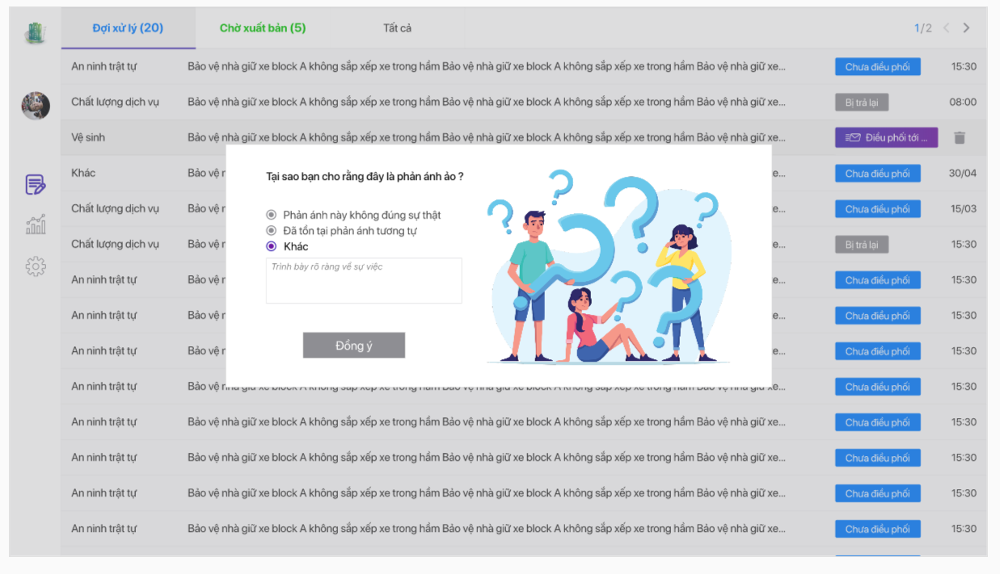 Đợi xử lý (20) Chờ xuất bản (5) Tất cả 1/2
An ninh trật tự Bảo vệ nhà giữ xe block A không sắp xếp xe trong hầm Bảo vệ nhà giữ xe block A không sắp xếp xe trong hầm Bảo vệ nhà giữ xe... Chưa điều phối 15:30
Chất lượng dịch vụ Bảo vệ nhà giữ xe block A không sắp xếp xe trong hầm Bảo vệ nhà giữ xe block A không sắp xếp xe trong hầm Bảo vệ nhà giữ xe... Bị trả lại 08:00
Vệ sinh Bảo vệ nhà giữ xe block A không sắp xếp xe trong hầm Bảo vệ nhà giữ xe block A không sắp xếp xe trong hầm Bảo vệ nhà giữ xe... Điều phối tới ...
Khác Bảo vệ Chưa điều phối 30/04
Chất lượng dịch vụ Bảo vệ Chưa điều phối 15/03
Chất lượng dịch vụ Bảo vệ Bị trả lại 15:30
An ninh trật tự Bảo vệ Chưa điều phối 15:30
An ninh trật tự Bảo vệ Chưa điều phối 15:30
An ninh trật tự Bảo vệ Chưa điều phối 15:30
An ninh trật tự Bảo vệ nhà giữ xe block A không sắp xếp xe trong hầm Bảo vệ nhà giữ xe block A không sắp xếp xe trong hầm Bảo vệ nhà giữ xe... Chưa điều phối 15:30
An ninh trật tự Bảo vệ nhà giữ xe block A không sắp xếp xe trong hầm Bảo vệ nhà giữ xe block A không sắp xếp xe trong hầm Bảo vệ nhà giữ xe... Chưa điều phối 15:30
An ninh trật tự Bảo vệ nhà giữ xe block A không sắp xếp xe trong hầm Bảo vệ nhà giữ xe block A không sắp xếp xe trong hầm Bảo vệ nhà giữ xe... Chưa điều phối 15:30
An ninh trật tự Bảo vệ nhà giữ xe block A không sắp xếp xe trong hầm Bảo vệ nhà giữ xe block A không sắp xếp xe trong hầm Bảo vệ nhà giữ xe... Chưa điều phối 15:30
An ninh trật tự Bảo vệ nhà giữ xe block A không sắp xếp xe trong hầm Bảo vệ nhà giữ xe block A không sắp xếp xe trong hầm Bảo vệ nhà giữ xe... Chưa điều phối 15:30
Tại sao bạn cho rằng đây là phản ánh ảo ?
Phản ánh này không đúng sự thật
Đã tồn tại phản ánh tương tự
Khác
Trình bày rõ ràng về sự việc
Đồng ý